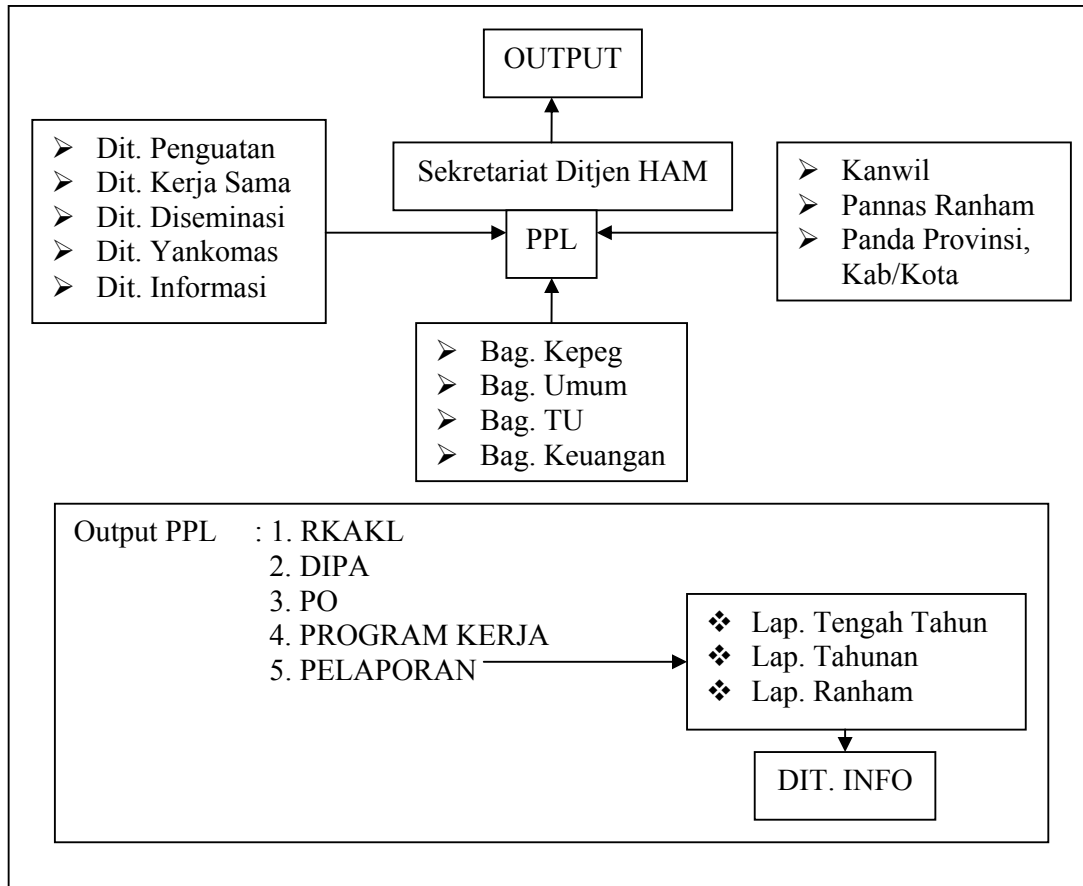 OUTPUT
➢ Dit. Penguatan
➢ Dit. Kerja Sama
➢ Dit. Diseminasi
➢ Dit. Yankomas
➢ Dit. Informasi
Sekretariat Ditjen HAM
PPL
➢ Kanwil
➢ Pannas Ranham
➢ Panda Provinsi,
Kab/Kota
➢ Bag. Kepeg
➢ Bag. Umum
➢ Bag. TU
➢ Bag. Keuangan
Output PPL : 1. RKAKL
2. DIPA
3. PO
4. PROGRAM KERJA
5. PELAPORAN
❖ Lap. Tengah Tahun
❖ Lap. Tahunan
❖ Lap. Ranham
DIT. INFO